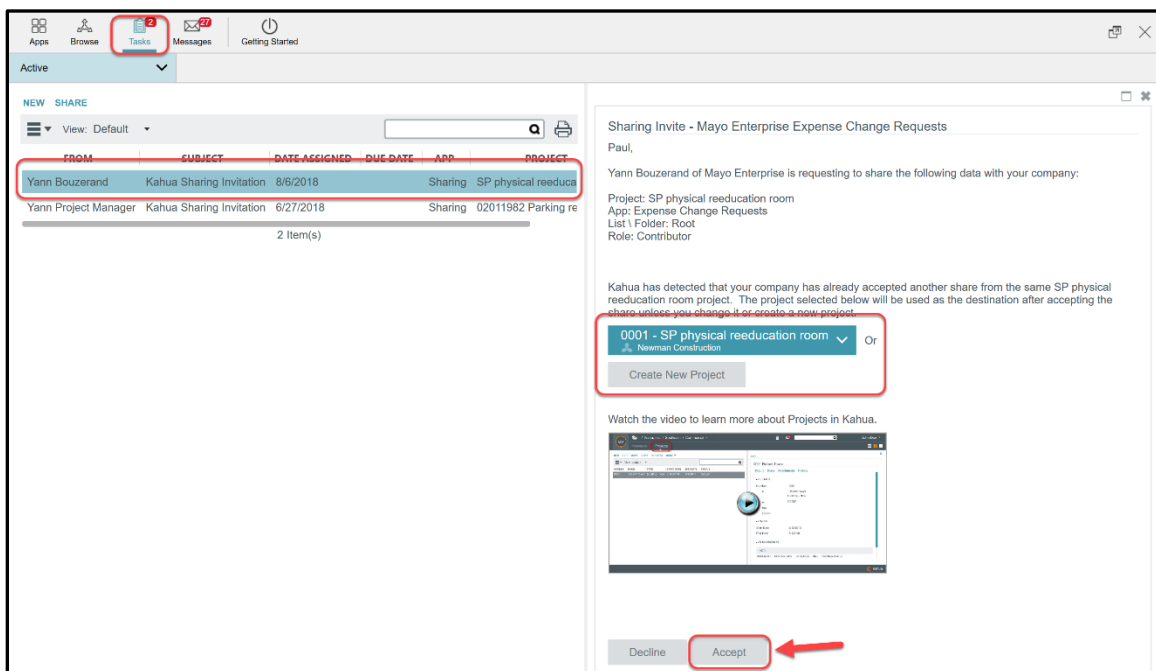 2
27
Apps Browse Tasks Messages Getting Started
Active
NEW SHARE
View: Default
FROM SUBJECT DATE ASSIGNED DUE DATE APP PROJECT
Yann Bouzerand Kahua Sharing Invitation 8/6/2018 Sharing SP physical reeduca
Yann Project Manager Kahua Sharing Invitation 6/27/2018 Sharing 02011982 Parking re
2 Item(s)
Sharing Invite - Mayo Enterprise Expense Change Requests
Paul,
Yann Bouzerand of Mayo Enterprise is requesting to share the following data with your company:
Project: SP physical reeducation room
App: Expense Change Requests
List \ Folder: Root
Role: Contributor
Kahua has detected that your company has already accepted another share from the same SP physical
reeducation room project. The project selected below will be used as the destination after accepting the
share unless you change it or create a new project.
0001 - SP physical reeducation room Or
Newman Construction
Create New Project
Watch the video to learn more about Projects in Kahua.
Decline Accept